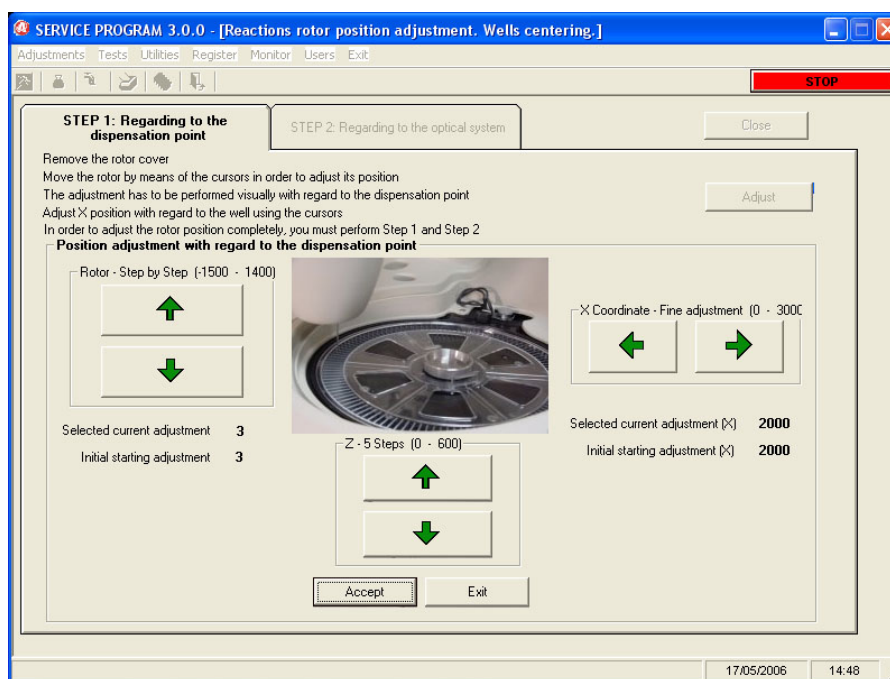 SERVICE PROGRAM 3.0.0 - [Reactions rotor position adjustment. Wells centering.]
Adjustments Tests Utilities Register Monitor Users Exit
STOP
STEP 1: Regarding to the
dispensation point
STEP 2: Regarding to the optical system
Close
Remove the rotor cover
Move the rotor by means of the cursors in order to adjust its position
The adjustment has to be performed visually with regard to the dispensation point
Adjust X position with regard to the well using the cursors
In order to adjust the rotor position completely, you must perform Step 1 and Step 2
Adjust
Position adjustment with regard to the dispensation point
Rotor - Step by Step (-1500 - 1400)
X Coordinate - Fine adjustment (0 - 3000
Selected current adjustment 3
Initial starting adjustment 3
Selected current adjustment (X) 2000
Initial starting adjustment (X) 2000
Z - 5 Steps (0 - 600)
Accept
Exit
17/05/2006
14:48